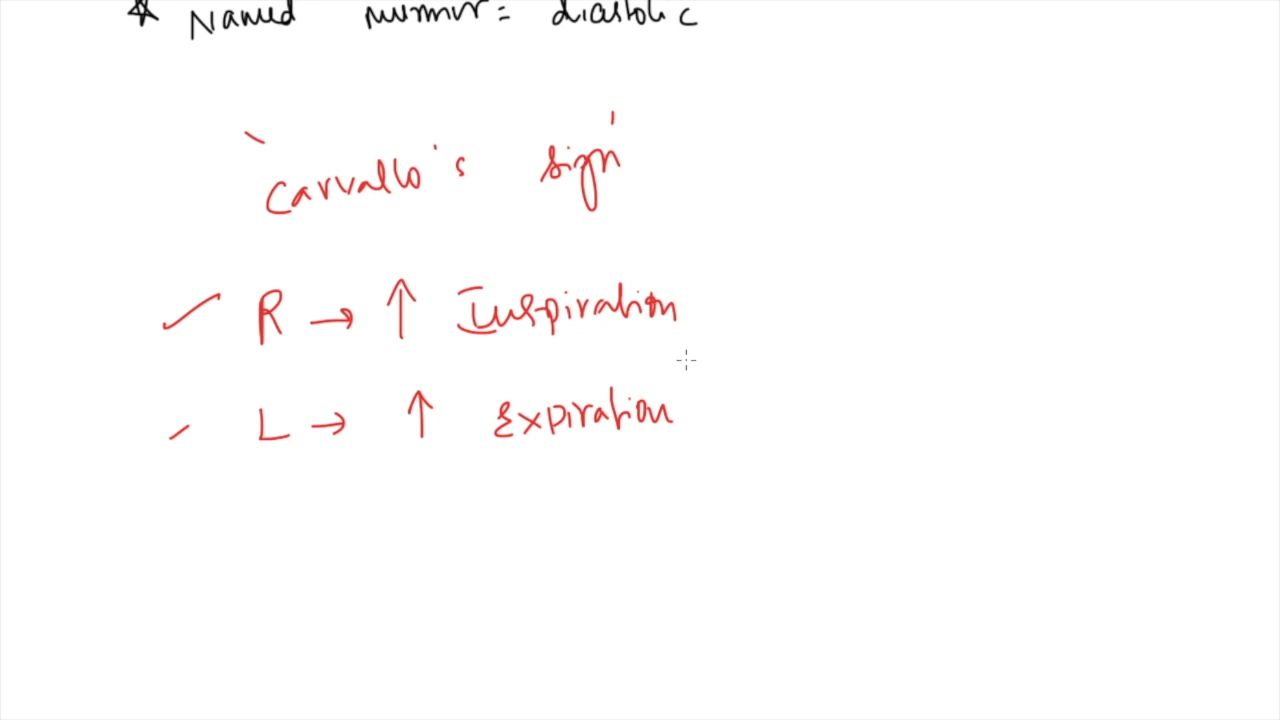 ☆ Named murmur = diastolic
'Carvallo's sign'
✓ R → ↑ Inspiration
- L → ↑ Expiration